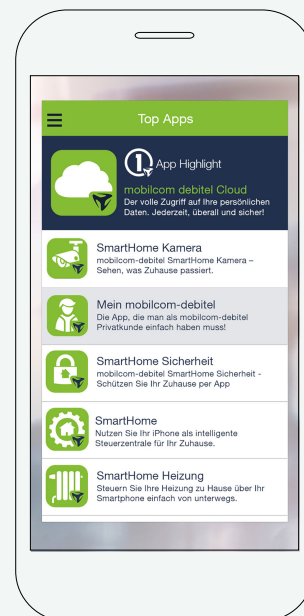 Top Apps
1 App Highlight
mobilcom debitel Cloud
Der volle Zugriff auf Ihre persönlichen
Daten. Jederzeit, überall und sicher!
SmartHome Kamera
mobilcom-debitel SmartHome Kamera –
Sehen, was Zuhause passiert.
Mein mobilcom-debitel
Die App, die man als mobilcom-debitel
Privatkunde einfach haben muss!
SmartHome Sicherheit
mobilcom-debitel SmartHome Sicherheit -
Schützen Sie Ihr Zuhause per App
SmartHome
Nutzen Sie Ihr iPhone als intelligente
Steuerzentrale für Ihr Zuhause.
SmartHome Heizung
Steuern Sie Ihre Heizung zu Hause über Ihr
Smartphone einfach von unterwegs.